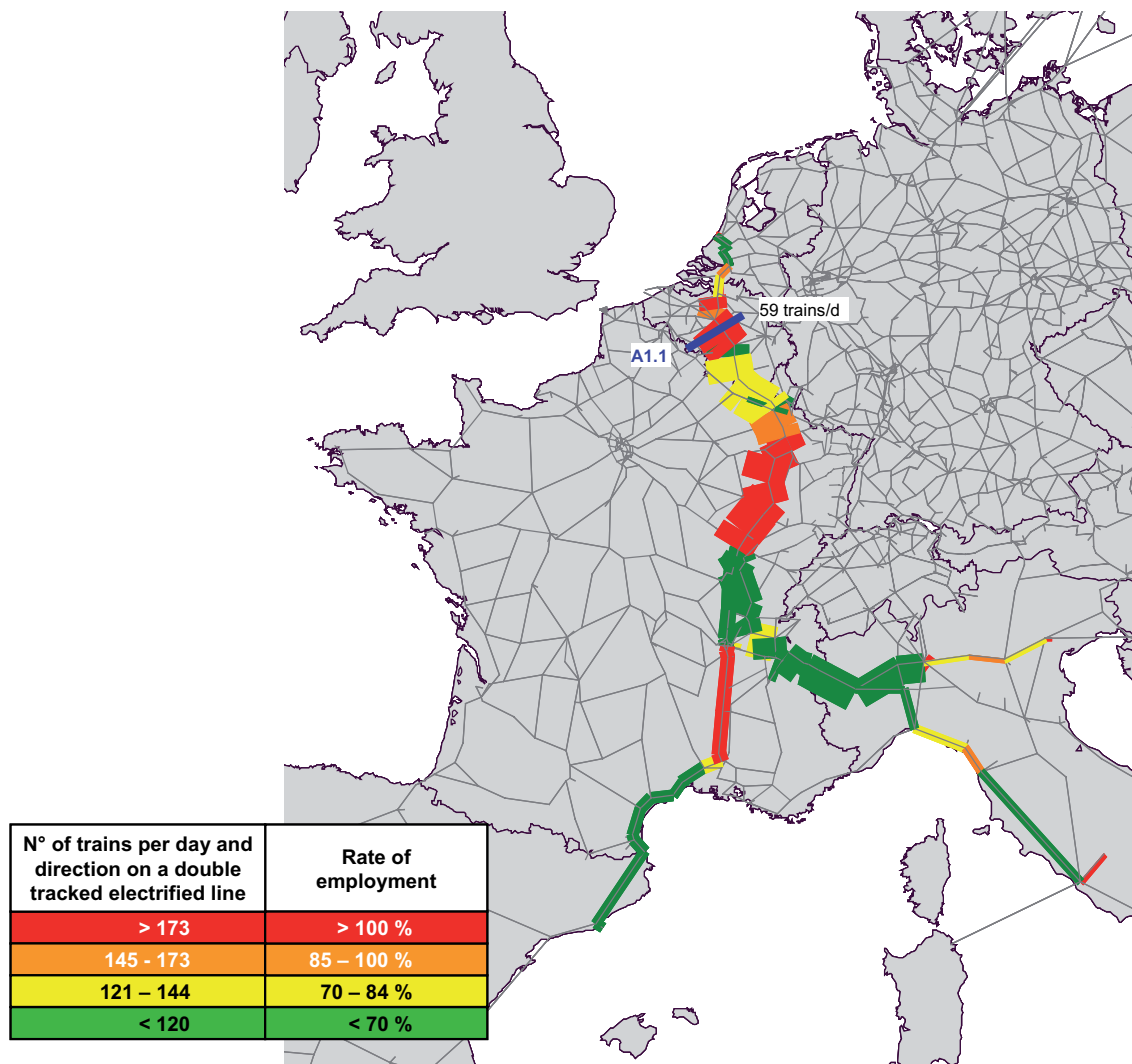 59 trains/d
A1.1
N° of trains per day and
direction on a double
tracked electrified line
Rate of
employment
> 173
> 100 %
145 - 173
85 – 100 %
121 – 144
70 – 84 %
< 120
< 70 %